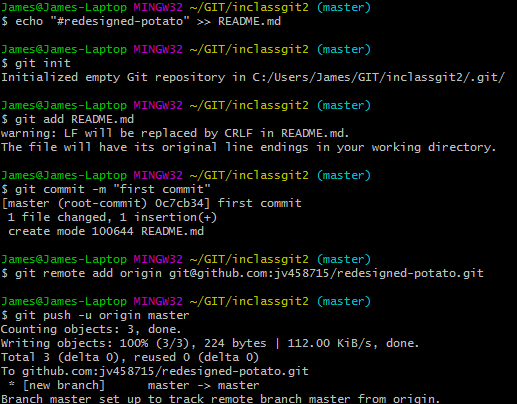 James@James-Laptop MINGW32 ~/GIT/inclassgit2 (master)
$ echo "#redesigned-potato" >> README.md
James@James-Laptop MINGW32 ~/GIT/inclassgit2 (master)
$ git init
Initialized empty Git repository in C:/Users/James/GIT/inclassgit2/.git/
James@James-Laptop MINGW32 ~/GIT/inclassgit2 (master)
$ git add README.md
warning: LF will be replaced by CRLF in README.md.
The file will have its original line endings in your working directory.
James@James-Laptop MINGW32 ~/GIT/inclassgit2 (master)
$ git commit -m "first commit"
[master (root-commit) 0c7cb34] first commit
 1 file changed, 1 insertion(+)
 create mode 100644 README.md
James@James-Laptop MINGW32 ~/GIT/inclassgit2 (master)
$ git remote add origin git@github.com:jv458715/redesigned-potato.git
James@James-Laptop MINGW32 ~/GIT/inclassgit2 (master)
$ git push -u origin master
Counting objects: 3, done.
Writing objects: 100% (3/3), 224 bytes | 112.00 KiB/s, done.
Total 3 (delta 0), reused 0 (delta 0)
To github.com:jv458715/redesigned-potato.git
 * [new branch]      master -> master
Branch master set up to track remote branch master from origin.